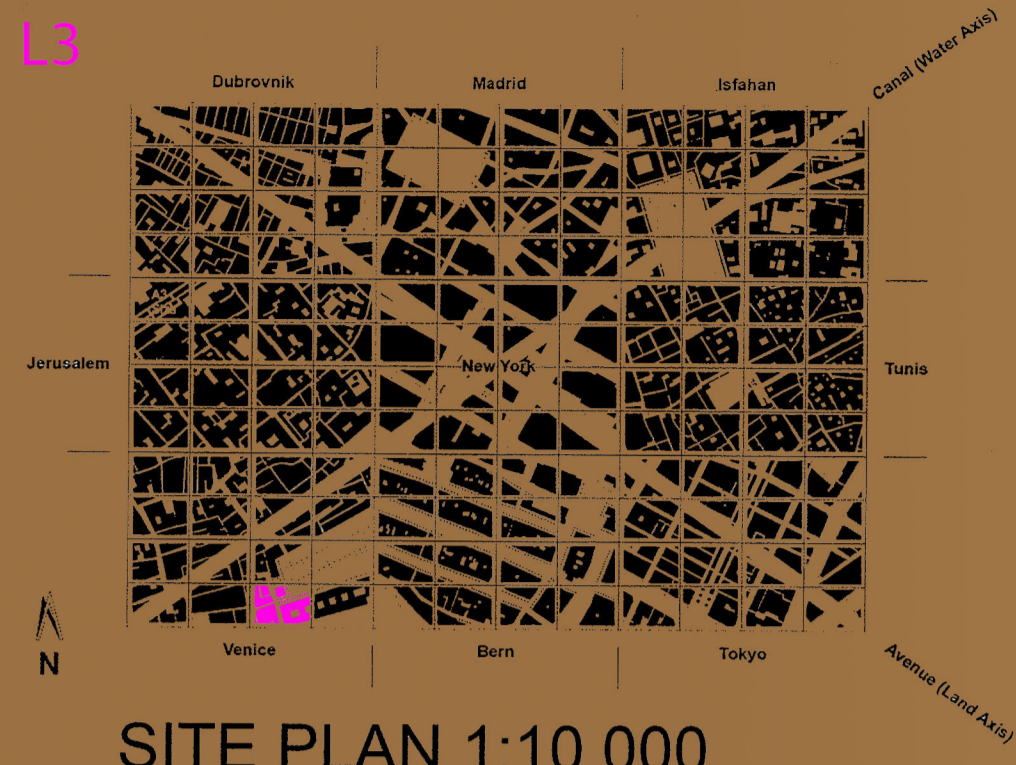 L3
Canal (Water Axis)
Dubrovnik
Madrid
Isfahan
A3
Jerusalem
New York
Tunis
N
Venice
Bern
Tokyo
Avenue (Land Axis)
SITE PLAN 1:10 000